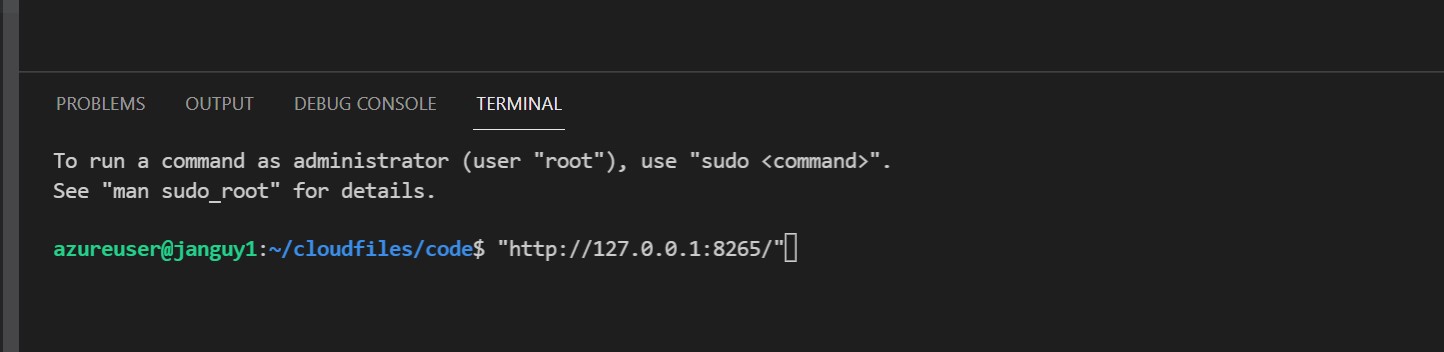 PROBLEMS OUTPUT DEBUG CONSOLE TERMINAL
To run a command as administrator (user "root"), use "sudo <command>".
See "man sudo_root" for details.
azureuser@janguy1:~/cloudfiles/code$ "http://127.0.0.1:8265/"